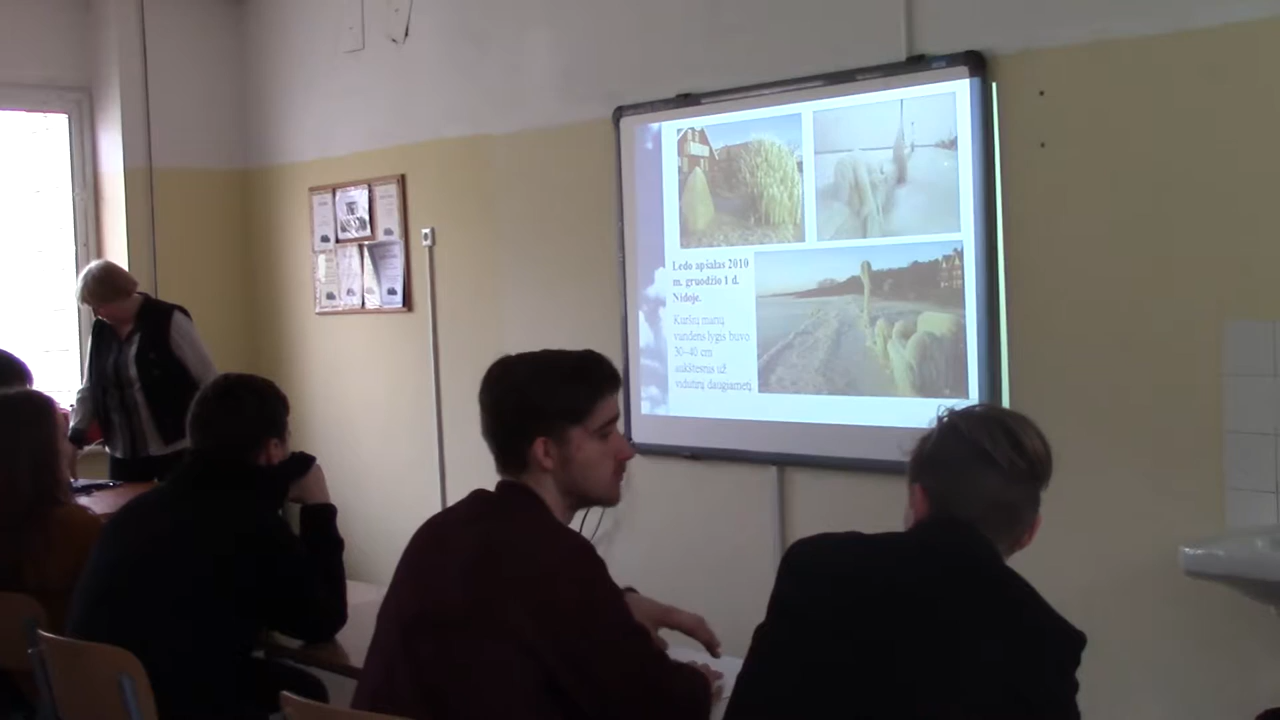 Ledo apšalas 2010
m. gruodžio 1 d.
Nidoje.
Kuršių marių
vandens lygis buvo
30–40 cm
aukštesnis už
vidutinį daugiametį.